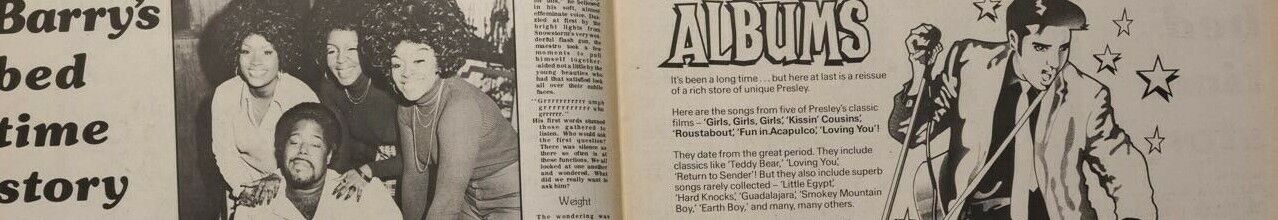 Barry's
bed
time
story
for this," he bellowed
in his soft, almost
effeminate voice. Daz-
zled at first by the
bright lights from
Snowstorm's very won-
derful flash gun, the
maestro took a few
moments to pull
himself together
aided not a little by the
young beauties who
had that satisfied look
all over their nubile
faces.
"Grrrrrrrrrrr umph
grrrrrrrrrrr who
grrrrrr."
His first words stunned
those gathered to
listen. Who would ask
the first question?
There was silence as
there so often is at
these functions. We all
looked at one another
and wondered. What
did we really want to
ask him?
Weight
The wondering was
ALBUMS
It's been a long time ... but here at last is a reissue
of a rich store of unique Presley.
Here are the songs from five of Presley's classic
films – 'Girls, Girls, Girls,' 'Kissin' Cousins,'
'Roustabout,' 'Fun in Acapulco,' 'Loving You'!
They date from the great period. They include
classics like 'Teddy Bear,' 'Loving You,'
'Return to Sender'! But they also include superb
songs rarely collected – 'Little Egypt,'
'Hard Knocks,' 'Guadalajara,' 'Smokey Mountain
Boy,' 'Earth Boy,' and many, many others.